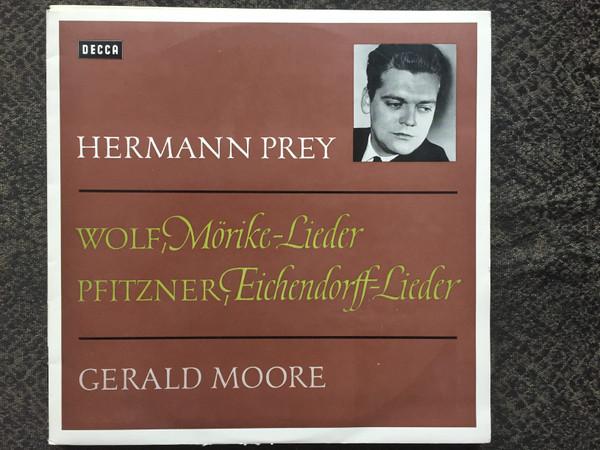 DECCA
HERMANN PREY
WOLF, Mörike-Lieder
PFITZNER, Eichendorff-Lieder
GERALD MOORE